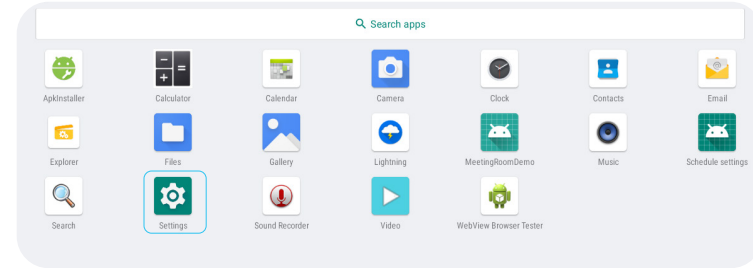 Search apps
ApkInstaller Calculator Calendar Camera Clock Contacts Email
Explorer Files Gallery Lightning MeetingRoomDemo Music Schedule settings
Search Settings Sound Recorder Video WebView Browser Tester